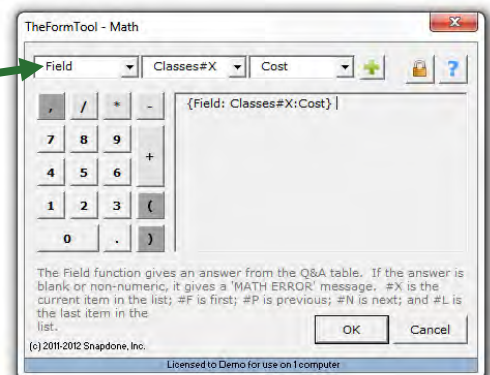 TheFormTool - Math
x
Field Classes#X Cost ?
, / * -
{Field: Classes#X:Cost}
7 8 9 +
4 5 6
1 2 3 (
0 . )
The Field function gives an answer from the Q&A table. If the answer is
blank or non-numeric, it gives a 'MATH ERROR' message. #X is the
current item in the list; #F is first; #P is previous; #N is next; and #L is
the last item in the
list.
OK Cancel
(c) 2011-2012 Snapdone, Inc.
Licensed to Demo for use on 1 computer